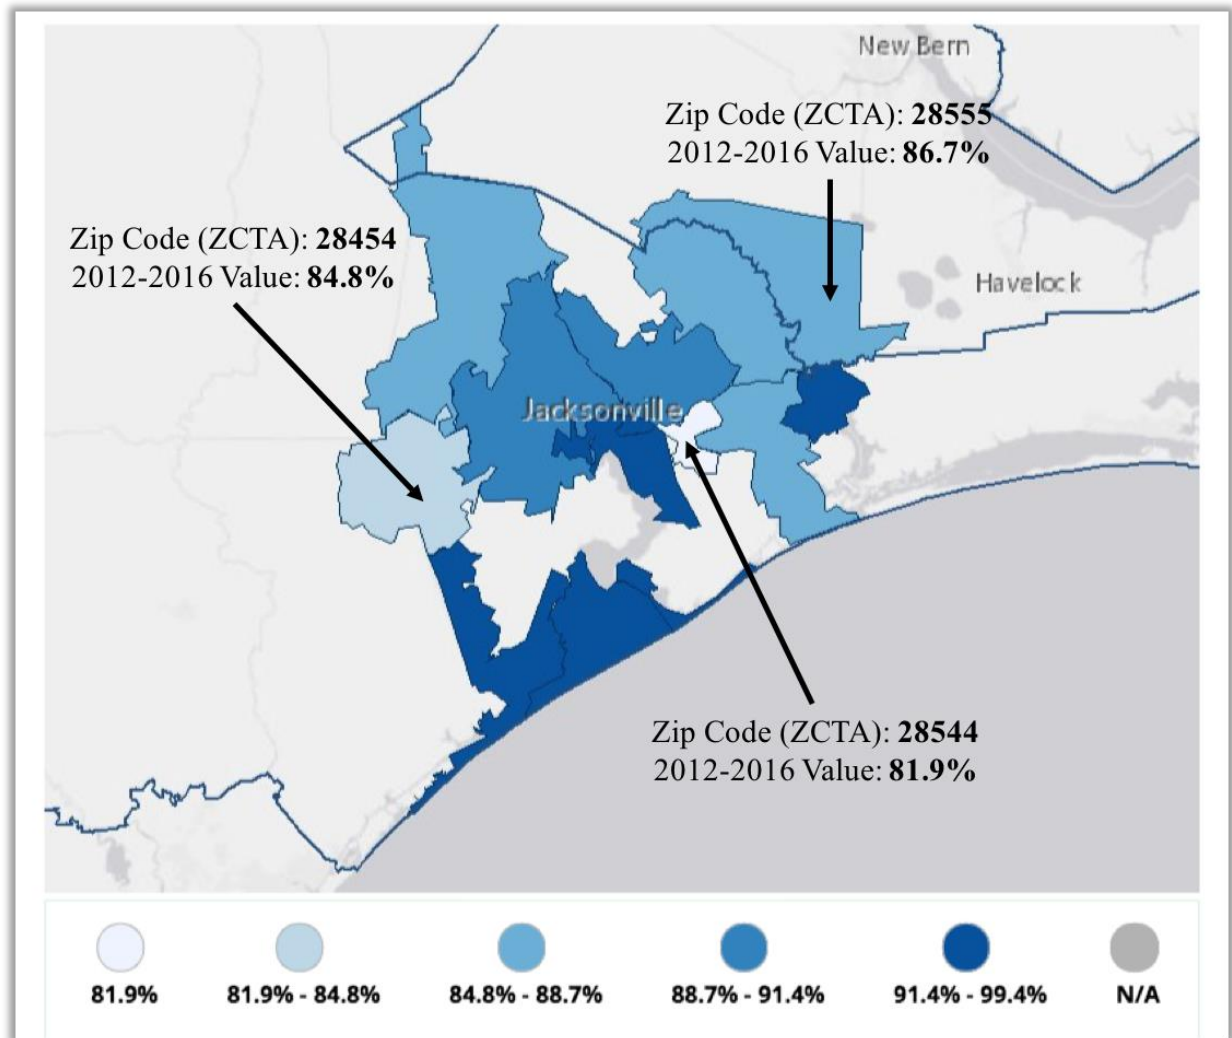 New Bern
Zip Code (ZCTA): 28555
2012-2016 Value: 86.7%
Zip Code (ZCTA): 28454
2012-2016 Value: 84.8%
Havelock
Jacksonville
Zip Code (ZCTA): 28544
2012-2016 Value: 81.9%
81.9%
81.9% - 84.8%
84.8% - 88.7%
88.7% - 91.4%
91.4% - 99.4%
N/A